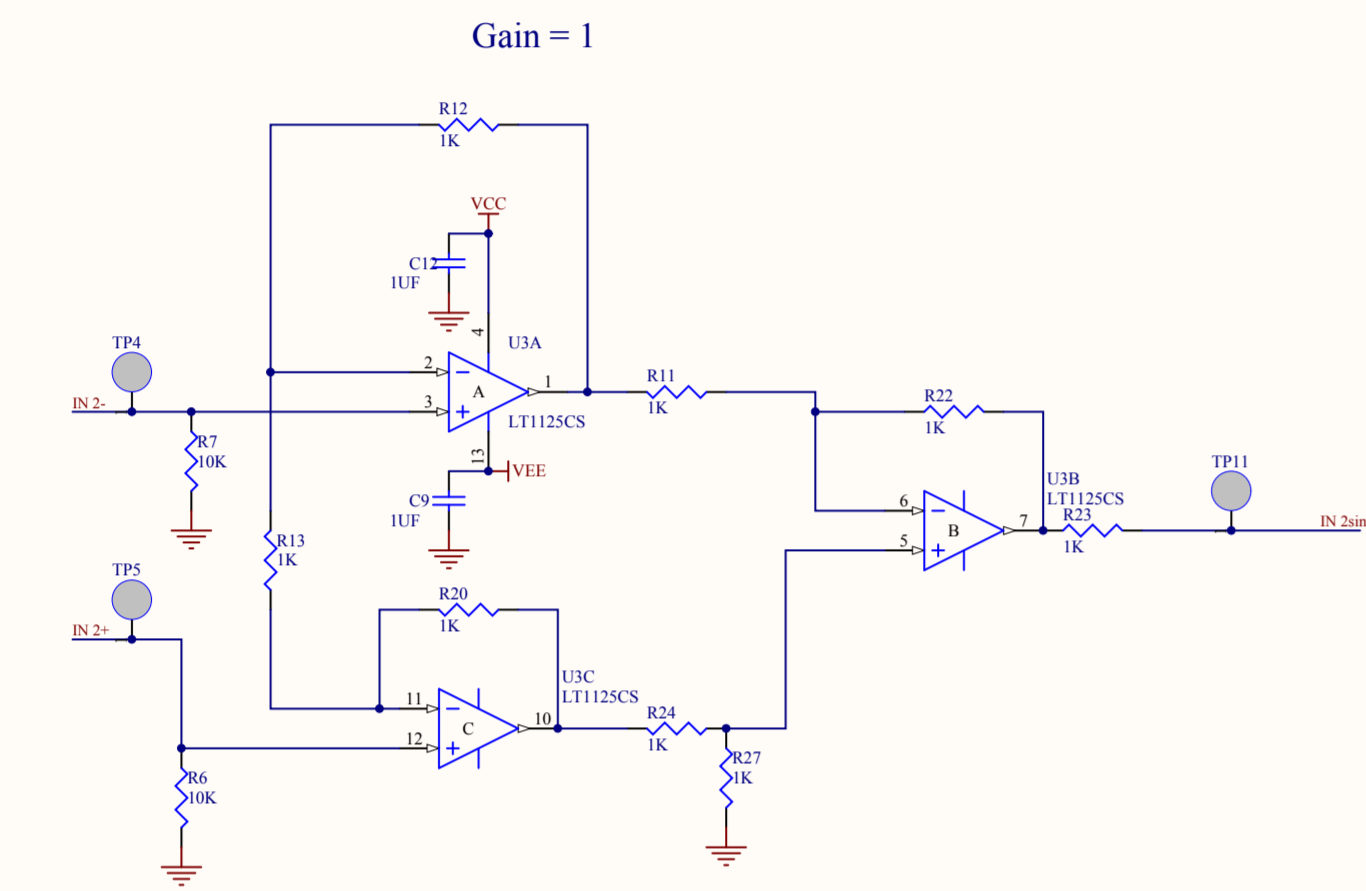 Gain = 1
R12
1K
VCC
C12
1UF
4
U3A
TP4
2
A
1
R11
1K
R22
1K
IN 2-
3
LT1125CS
R7
10K
13
VEE
C9
1UF
TP11
U3B
LT1125CS
6
B
7
R23
1K
5
IN 2sin
R13
1K
TP5
R20
1K
IN 2+
U3C
LT1125CS
11
C
10
R24
1K
12
R27
1K
R6
10K